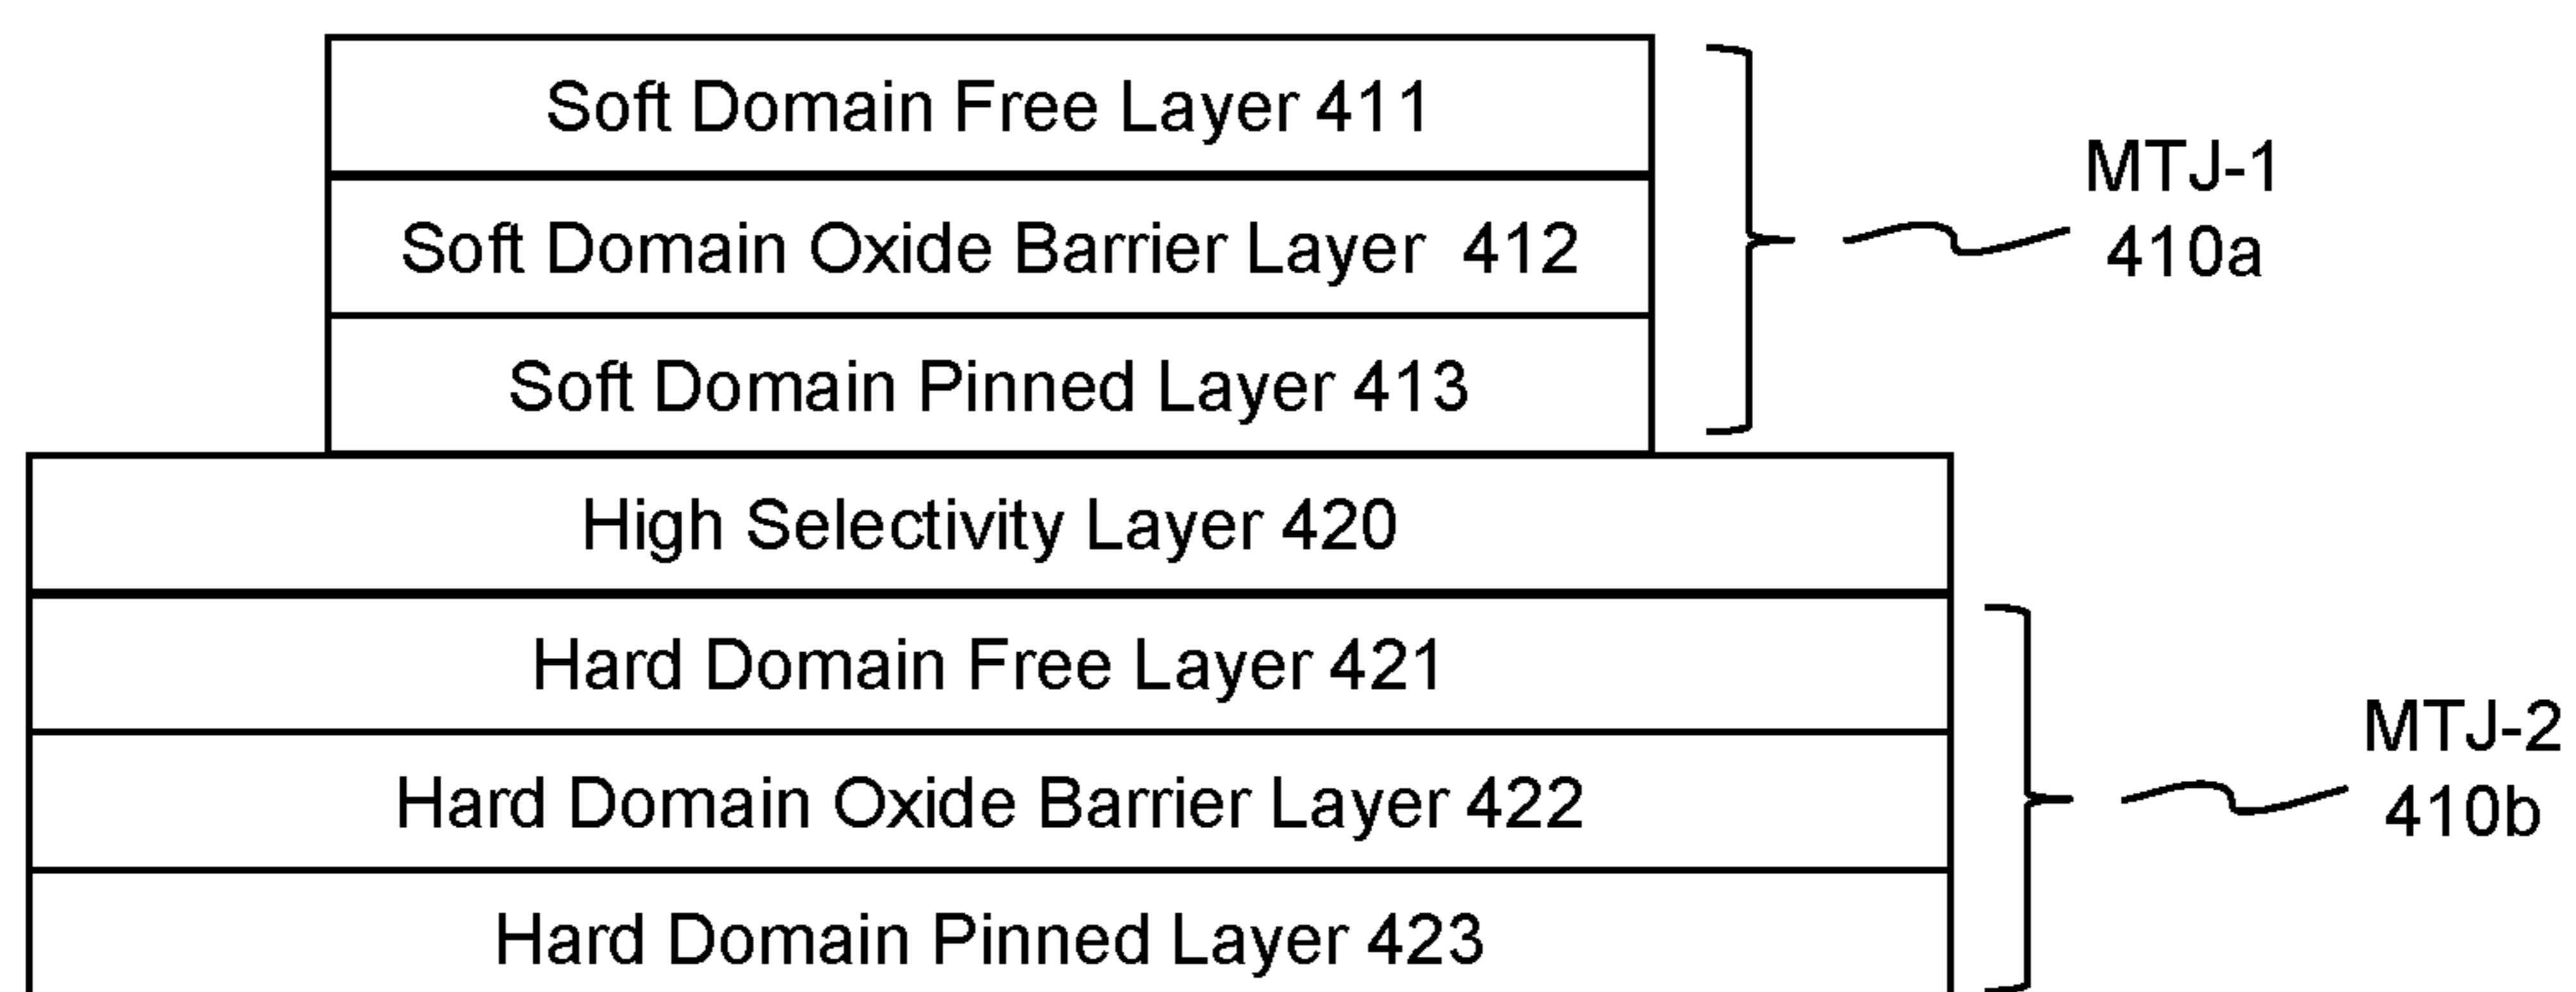 Soft Domain Free Layer 411
Soft Domain Oxide Barrier Layer 412
Soft Domain Pinned Layer 413
MTJ-1
410a
High Selectivity Layer 420
Hard Domain Free Layer 421
Hard Domain Oxide Barrier Layer 422
Hard Domain Pinned Layer 423
MTJ-2
410b